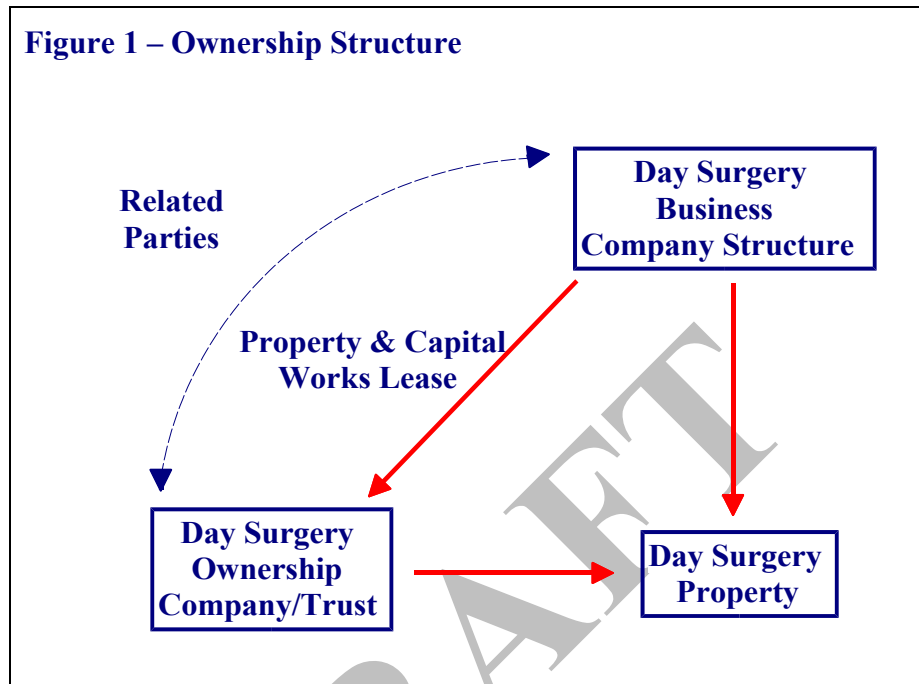 Figure 1 – Ownership Structure
Related
Parties
Day Surgery
Business
Company Structure
Property & Capital
Works Lease
Day Surgery
Ownership
Company/Trust
Day Surgery
Property
DRAFT